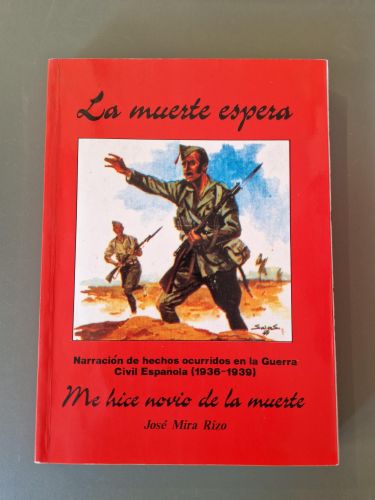 La muerte espera
Narración de hechos ocurridos en la Guerra
Civil Española (1936-1939)
Me hice novio de la muerte
José Mira Rizo